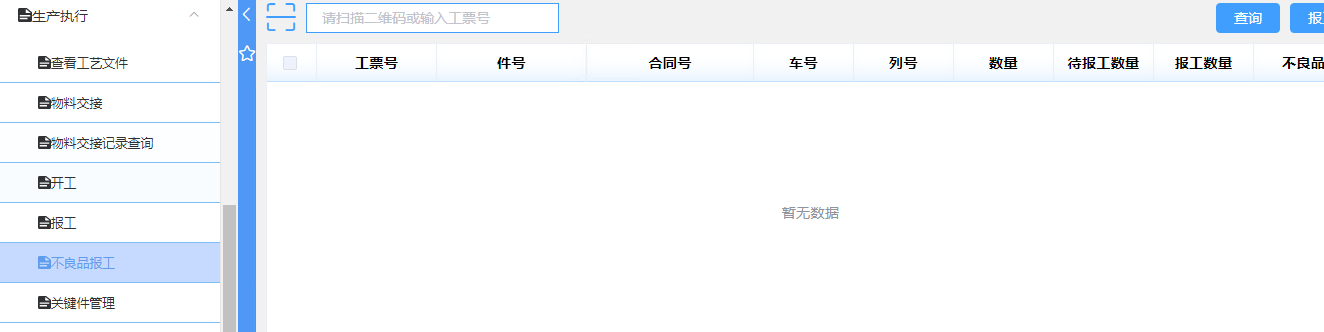 生产执行
查看工艺文件
物料交接
物料交接记录查询
开工
报工
不良品报工
关键件管理
请扫描二维码或输入工票号
查询
报
工票号 件号 合同号 车号 列号 数量 待报工数量 报工数量 不良品
暂无数据